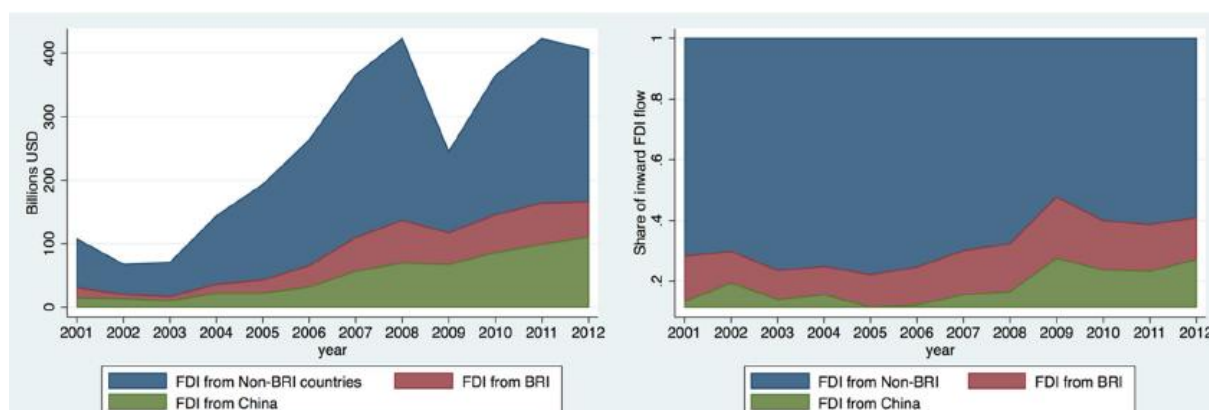 Billions USD
400
300
200
100
0
2001 2002 2003 2004 2005 2006 2007 2008 2009 2010 2011 2012
year
FDI from Non-BRI countries
FDI from BRI
FDI from China
Share of inward FDI flow
1
.8
.6
.4
.2
2001 2002 2003 2004 2005 2006 2007 2008 2009 2010 2011 2012
year
FDI from Non-BRI
FDI from BRI
FDI from China